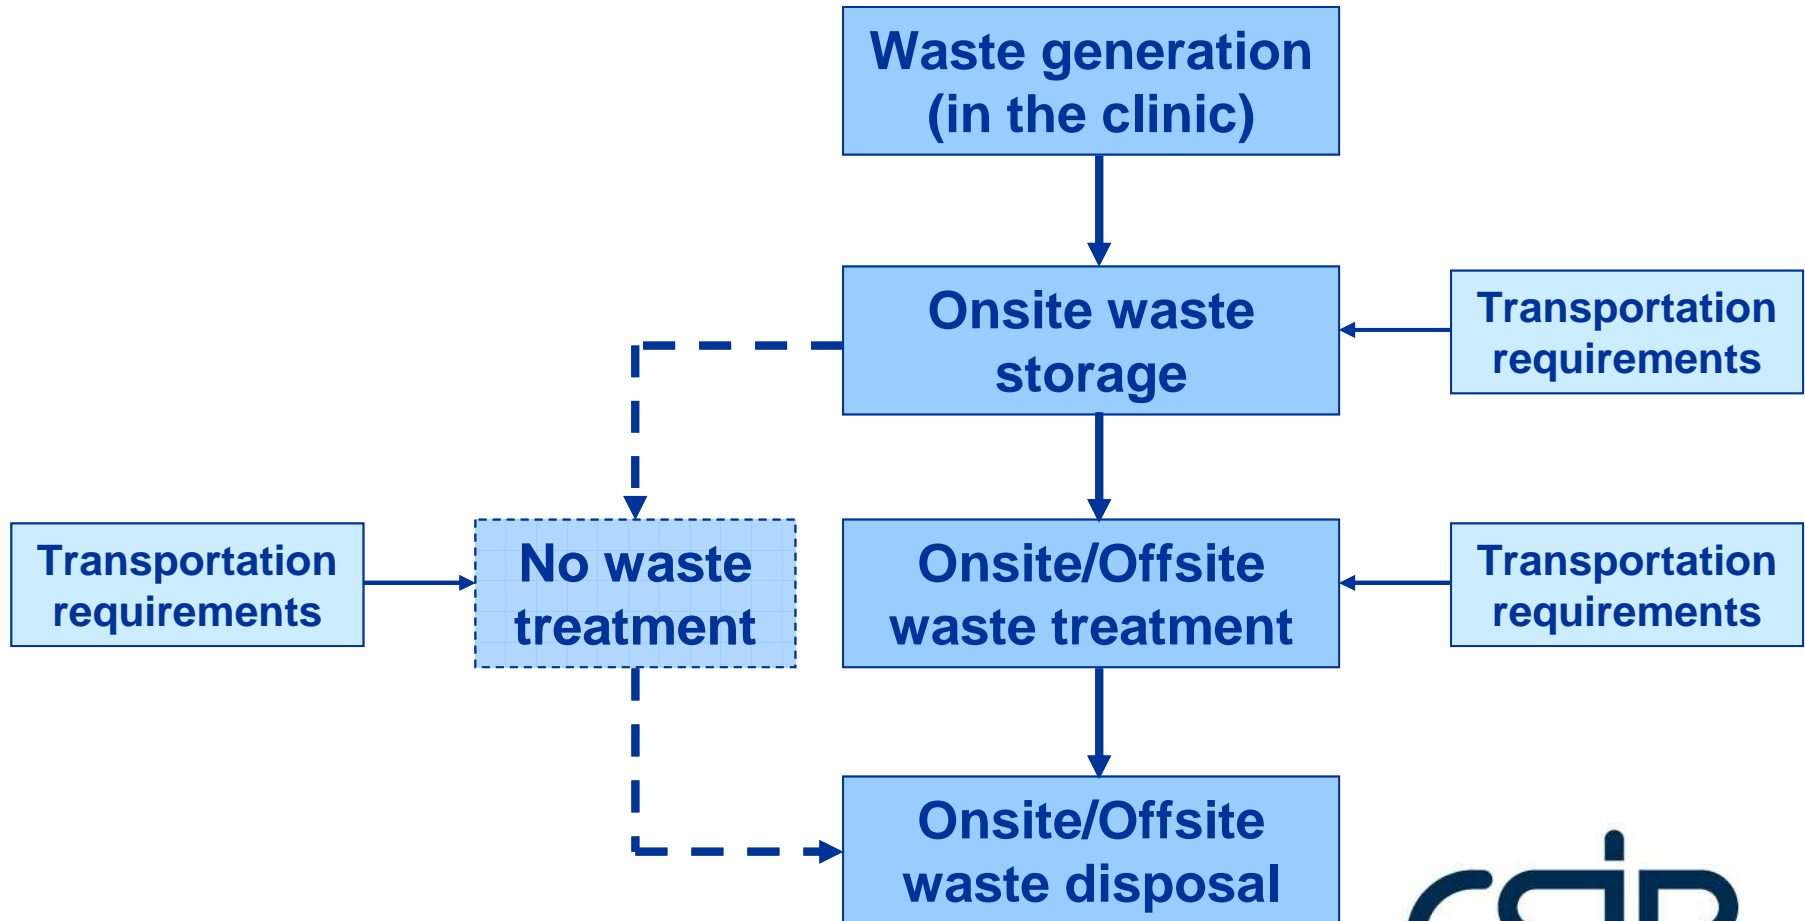 Waste generation
(in the clinic)
Onsite waste
storage
Transportation
requirements
Transportation
requirements
No waste
treatment
Onsite/Offsite
waste treatment
Transportation
requirements
Onsite/Offsite
waste disposal